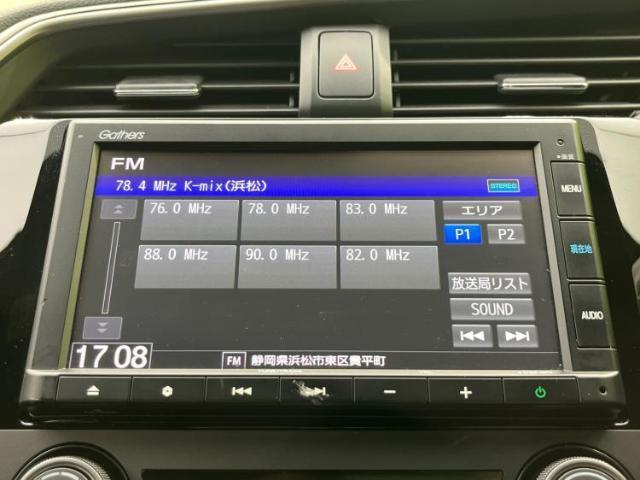 Gathers
FM
78.4 MHz K-mix(浜松)
STEREO
76.0 MHz
78.0 MHz
83.0 MHz
88.0 MHz
90.0 MHz
82.0 MHz
エリア
P1
P2
放送局リスト
SOUND
17 08
FM 静岡県浜松市東区貴平町
画質
MENU
現在地
AUDIO